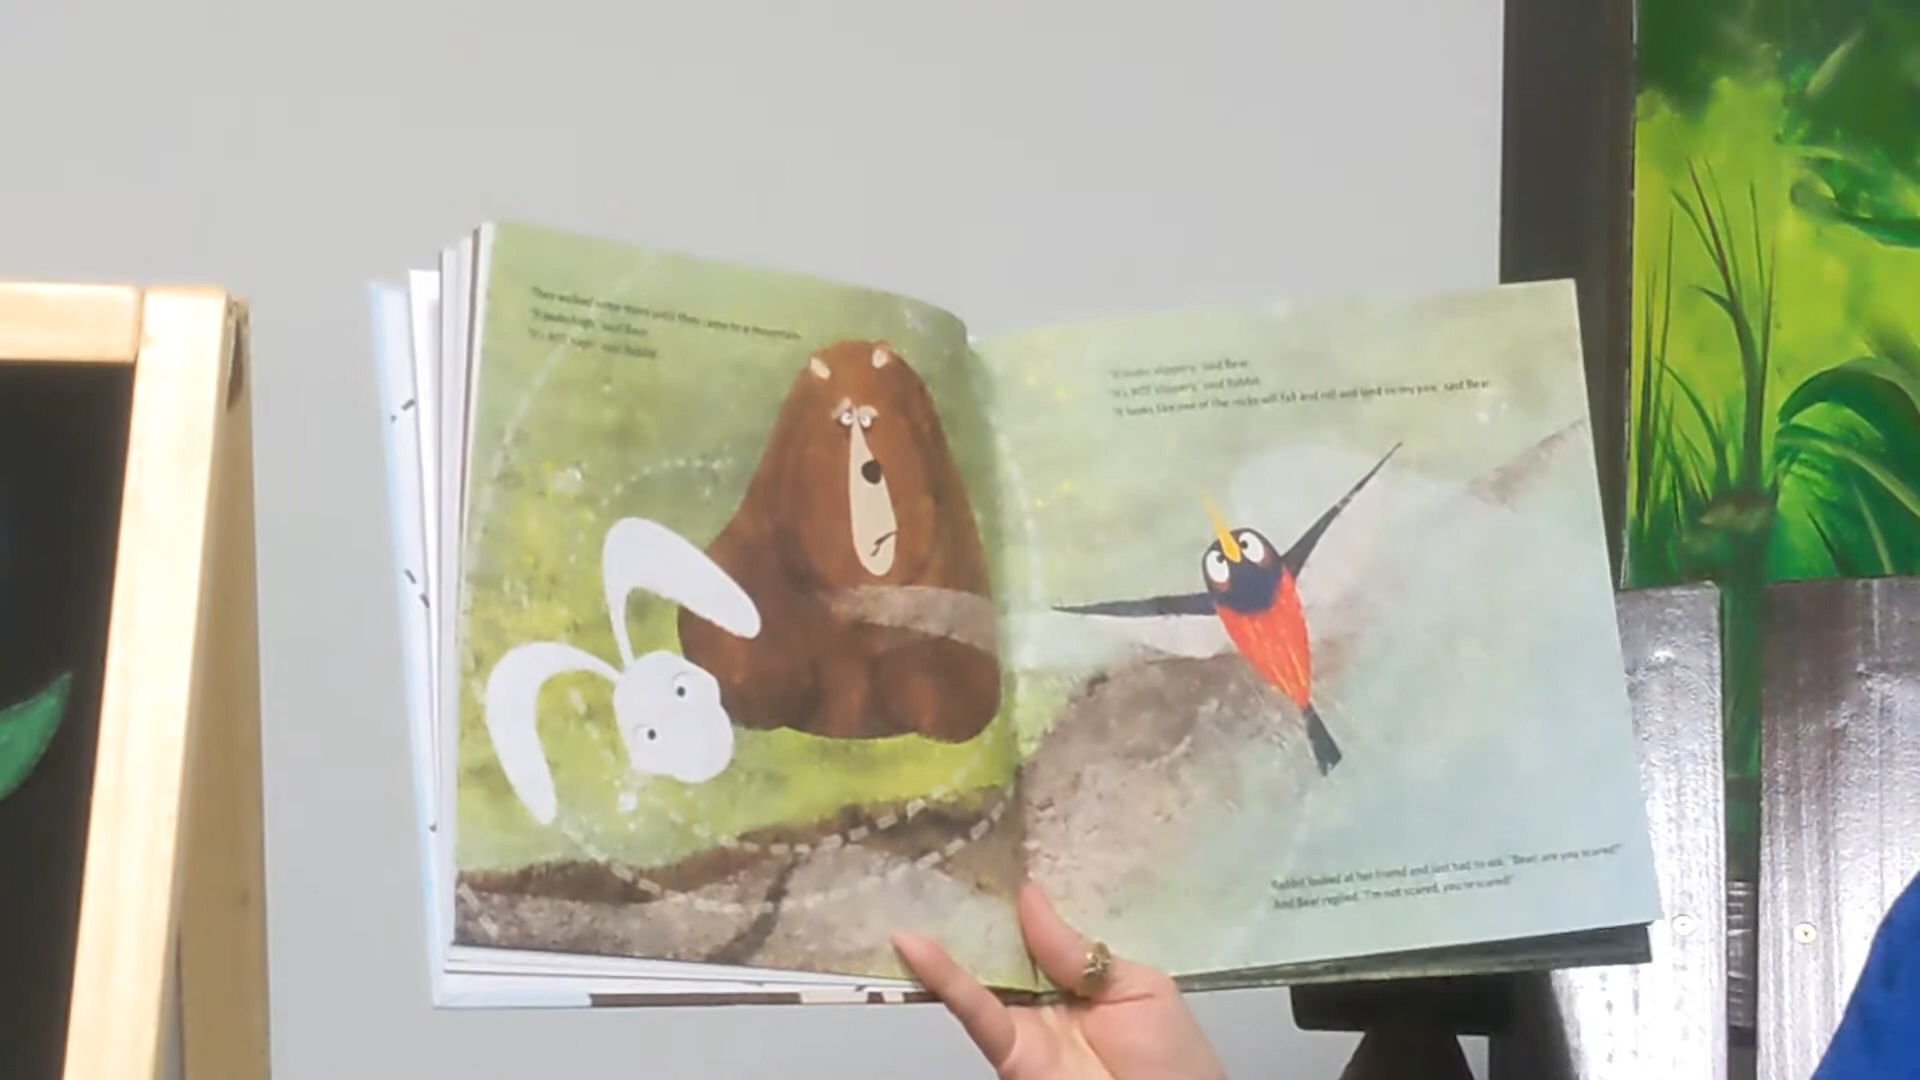 They walked some more until they came to a mountain.
"It looks high," said Bear.
"It's NOT high," said Rabbit.
"It looks slippery," said Bear.
"It's NOT slippery," said Rabbit.
"It looks like one of the rocks will fall and roll and land on my paw," said Bear.
Rabbit looked at her friend and just had to ask, "Bear, are you scared?"
And Bear replied, "I'm not scared, you're scared!"